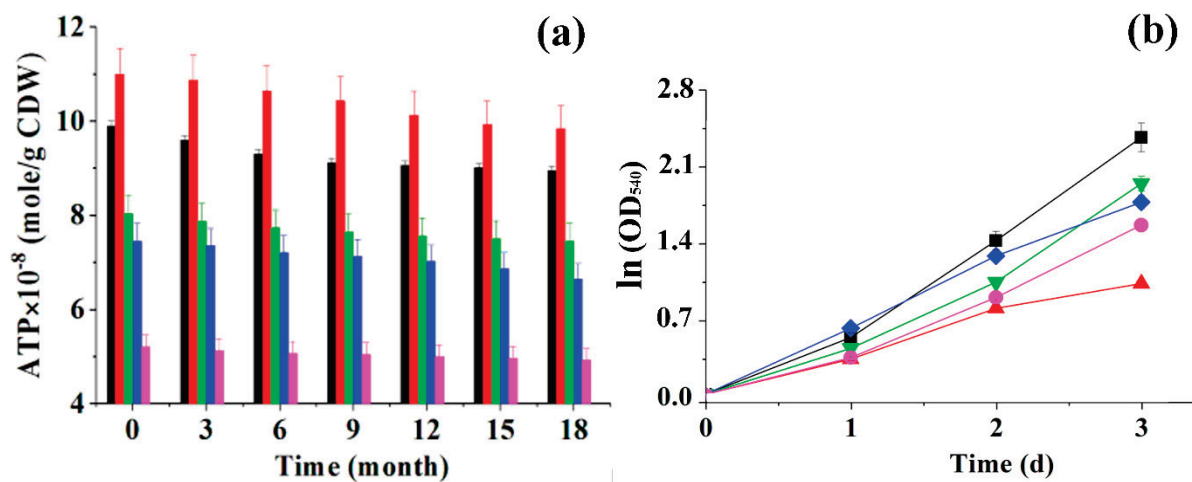 (a)
ATP×10⁻⁸ (mole/g CDW)
12
10
8
6
4
0 3 6 9 12 15 18
Time (month)
(b)
ln (OD₅₄₀)
2.8
2.1
1.4
0.7
0.0
0 1 2 3
Time (d)